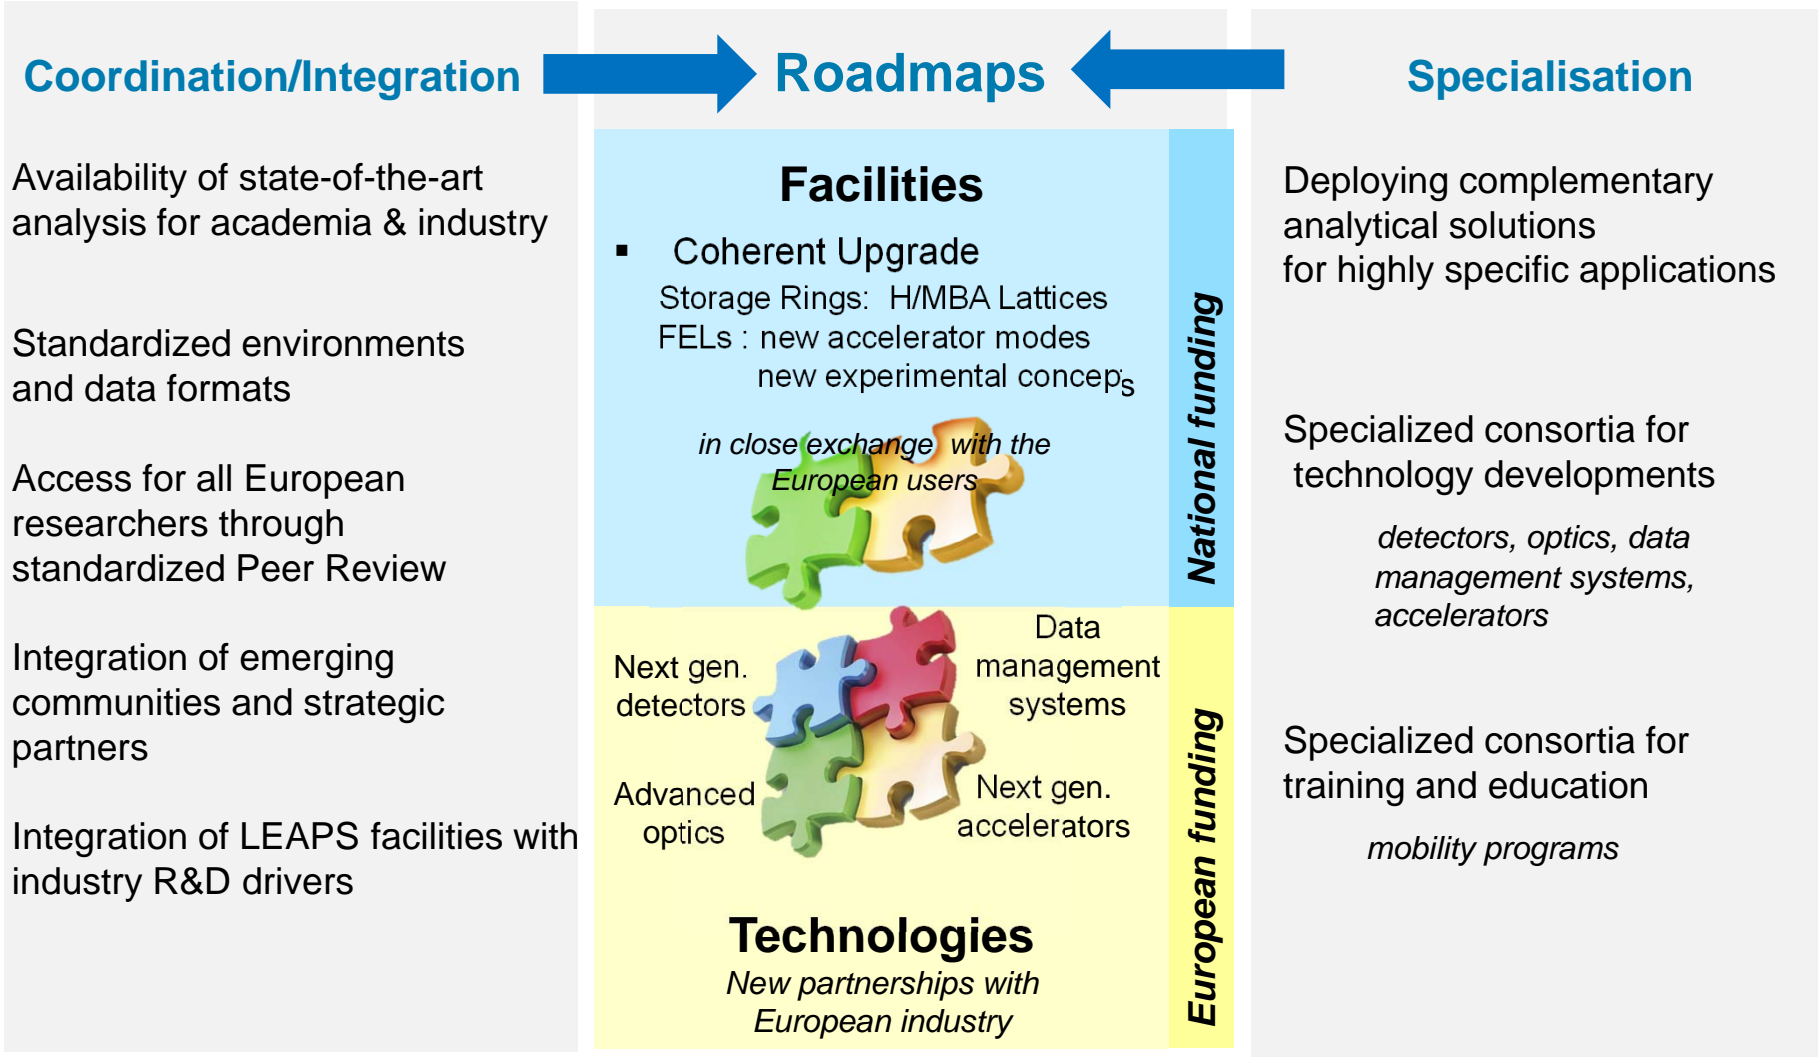 Coordination/Integration
Availability of state-of-the-art
analysis for academia & industry
Standardized environments
and data formats
Access for all European
researchers through
standardized Peer Review
Integration of emerging
communities and strategic
partners
Integration of LEAPS facilities with
industry R&D drivers
Roadmaps
Facilities
▪ Coherent Upgrade
Storage Rings: H/MBA Lattices
FELs : new accelerator modes
new experimental conceps
in close exchange with the
European users
National funding
Next gen.
detectors
Data
management
systems
Advanced
optics
Next gen.
accelerators
Technologies
New partnerships with
European industry
European funding
Specialisation
Deploying complementary
analytical solutions
for highly specific applications
Specialized consortia for
technology developments
detectors, optics, data
management systems,
accelerators
Specialized consortia for
training and education
mobility programs